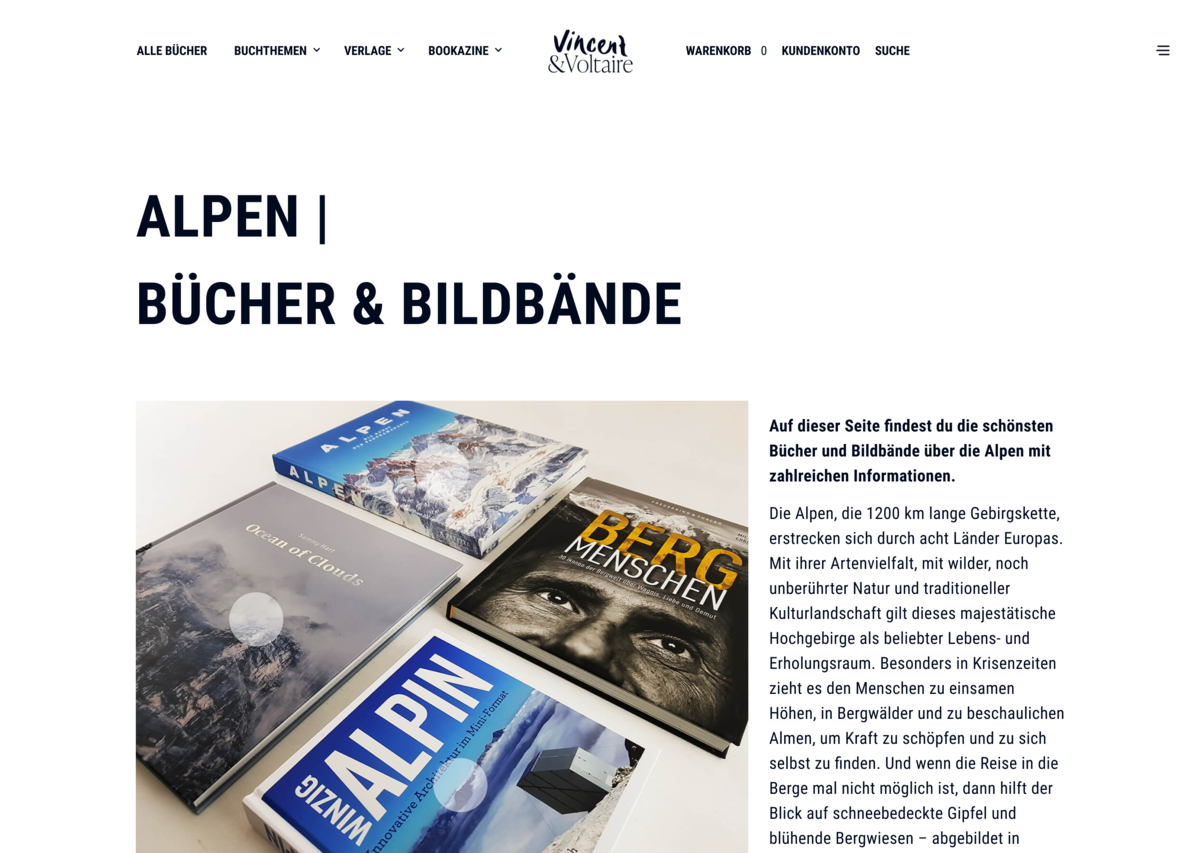 ALLE BÜCHER BUCHTHEMEN VERLAGE BOOKAZINE
Vincent
&Voltaire
WARENKORB 0 KUNDENKONTO SUCHE
ALPEN |
BÜCHER & BILDBÄNDE
ALPEN
ALPEN
Ocean of Clouds
BERG
MENSCHEN
30 Ikonen der Bergwelt über Wagnis, Liebe und Demut
WINZIG
ALPIN
Innovative Architektur im Mini-Format
Auf dieser Seite findest du die schönsten
Bücher und Bildbände über die Alpen mit
zahlreichen Informationen.
Die Alpen, die 1200 km lange Gebirgskette,
erstrecken sich durch acht Länder Europas.
Mit ihrer Artenvielfalt, mit wilder, noch
unberührter Natur und traditioneller
Kulturlandschaft gilt dieses majestätische
Hochgebirge als beliebter Lebens- und
Erholungsraum. Besonders in Krisenzeiten
zieht es den Menschen zu einsamen
Höhen, in Bergwälder und zu beschaulichen
Almen, um Kraft zu schöpfen und zu sich
selbst zu finden. Und wenn die Reise in die
Berge mal nicht möglich ist, dann hilft der
Blick auf schneebedeckte Gipfel und
blühende Bergwiesen – abgebildet in